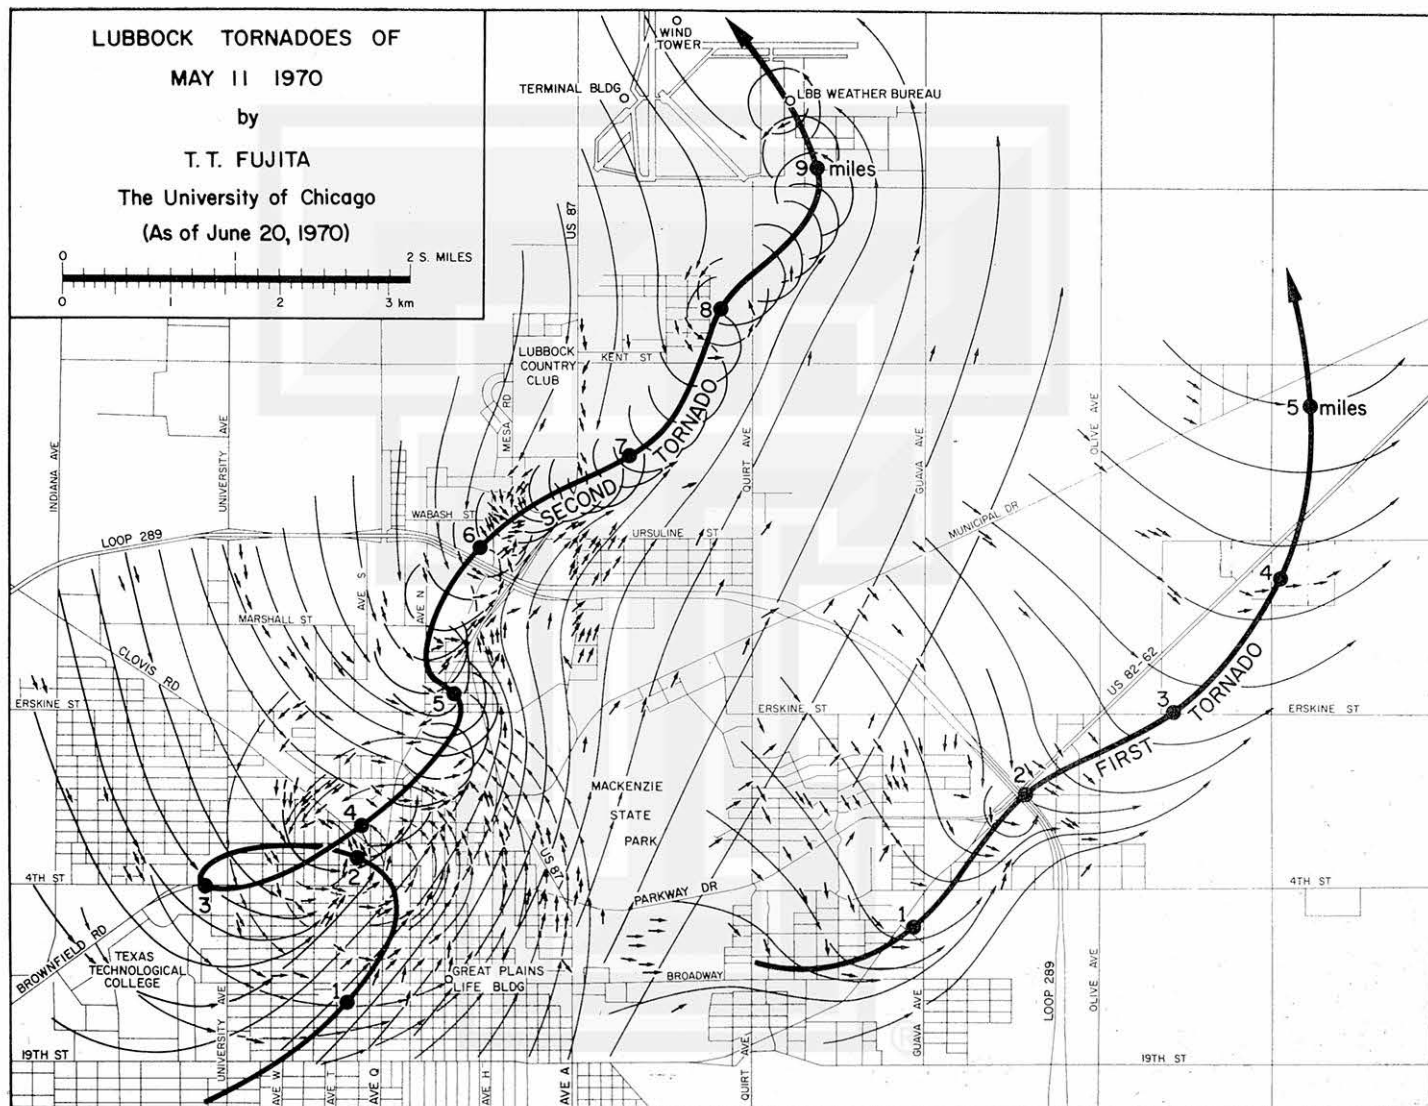 LUBBOCK TORNADOES OF
MAY 11 1970
by
T. T. FUJITA
The University of Chicago
(As of June 20, 1970)
0 1 2 S. MILES
0 1 2 3 km
WIND
TOWER
TERMINAL BLDG
LBB WEATHER BUREAU
9 miles
US 87
8
KENT ST
LUBBOCK
COUNTRY
CLUB
MESA RD
7
SECOND TORNADO
5 miles
INDIANA AVE
UNIVERSITY AVE
QUIRT AVE
GUAVA AVE
OLIVE AVE
WABASH ST
6
URSULINE ST
MUNICIPAL DR
LOOP 289
AVE S
AVE N
4
MARSHALL ST
CLOVIS RD
US 82-62
5
3
FIRST TORNADO
ERSKINE ST
ERSKINE ST
ERSKINE ST
2
MACKENZIE
STATE
PARK
4
2
US 87
4TH ST
3
PARKWAY DR
4TH ST
1
BROWNFIELD RD
TEXAS
TECHNOLOGICAL
COLLEGE
GREAT PLAINS
LIFE BLDG
BROADWAY
1
UNIVERSITY AVE
GUAVA AVE
LOOP 289
OLIVE AVE
19TH ST
19TH ST
AVE W
AVE T
AVE Q
AVE H
AVE A
QUIRT AVE
®